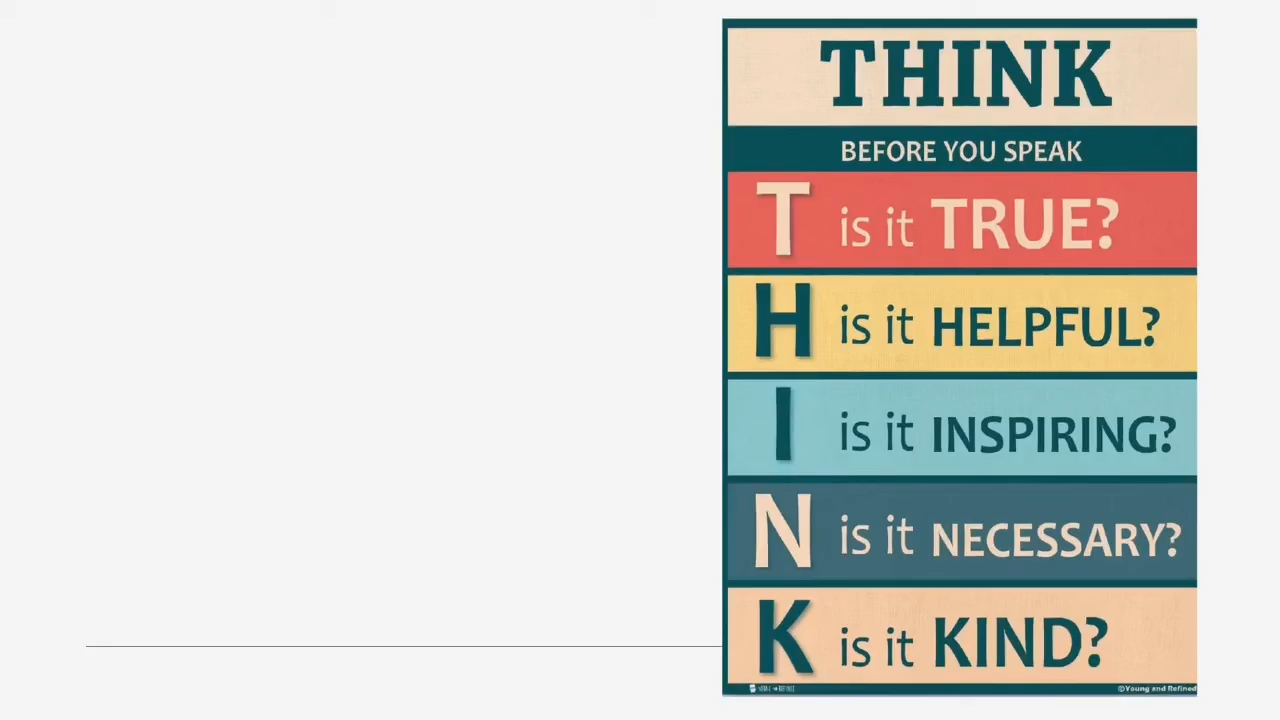 THINK
BEFORE YOU SPEAK
T is it TRUE?
H is it HELPFUL?
I is it INSPIRING?
N is it NECESSARY?
K is it KIND?
©Young and Refined